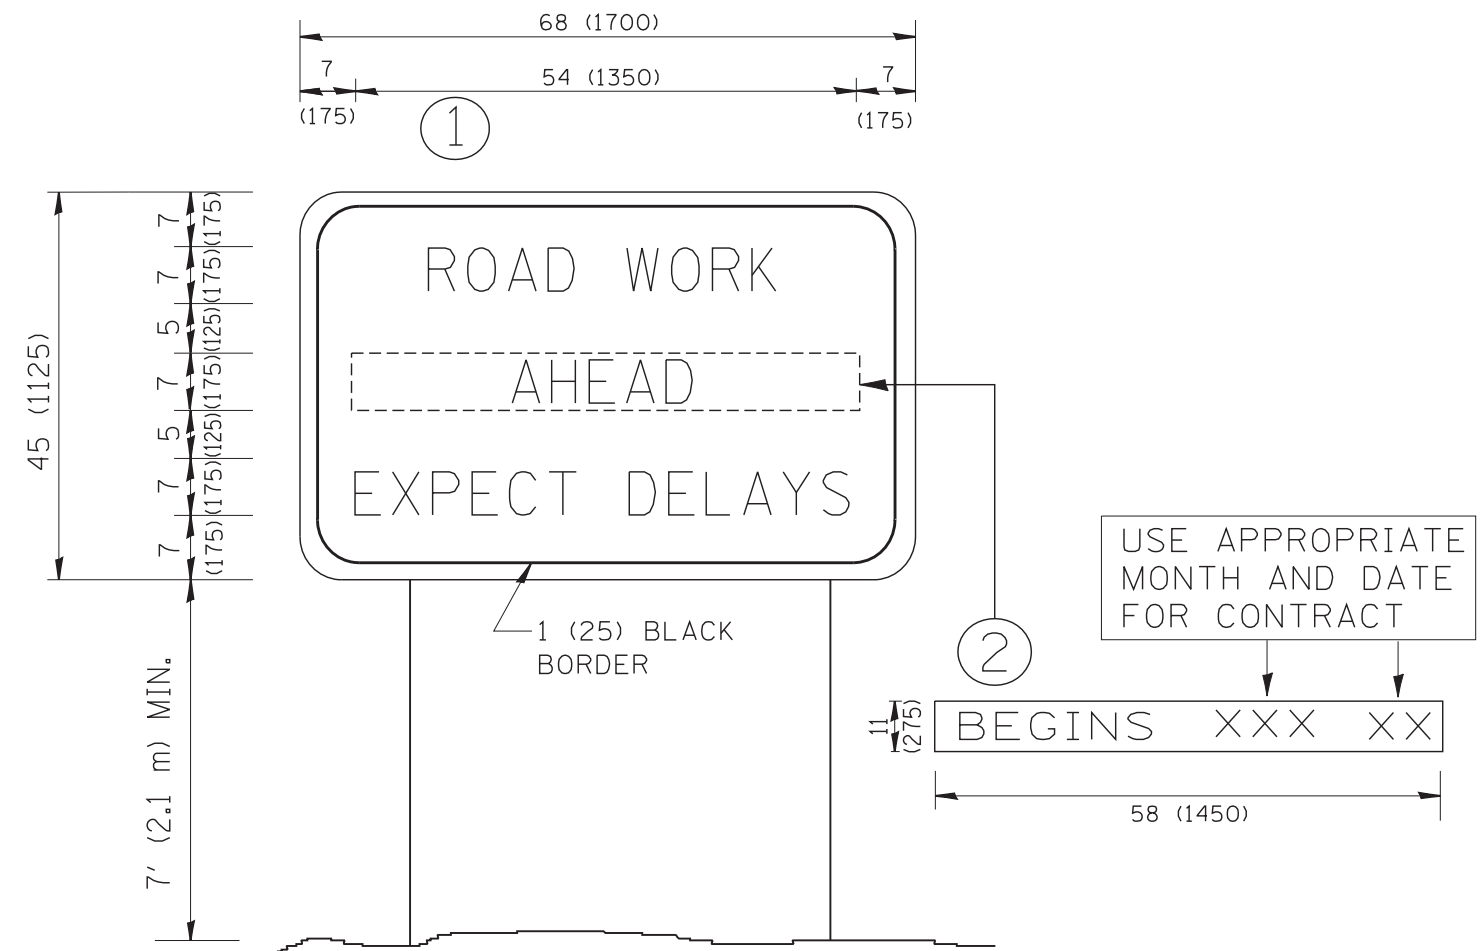 68 (1700)
7
54 (1350)
7
(175)
(175)
1
45 (1125)
7 (175)
7 (175)
5 (125)
7 (175)
5 (125)
7 (175)
7 (175)
ROAD WORK
AHEAD
EXPECT DELAYS
1 (25) BLACK
BORDER
7' (2.1 m) MIN.
USE APPROPRIATE
MONTH AND DATE
FOR CONTRACT
2
11
(275)
BEGINS XXX XX
58 (1450)